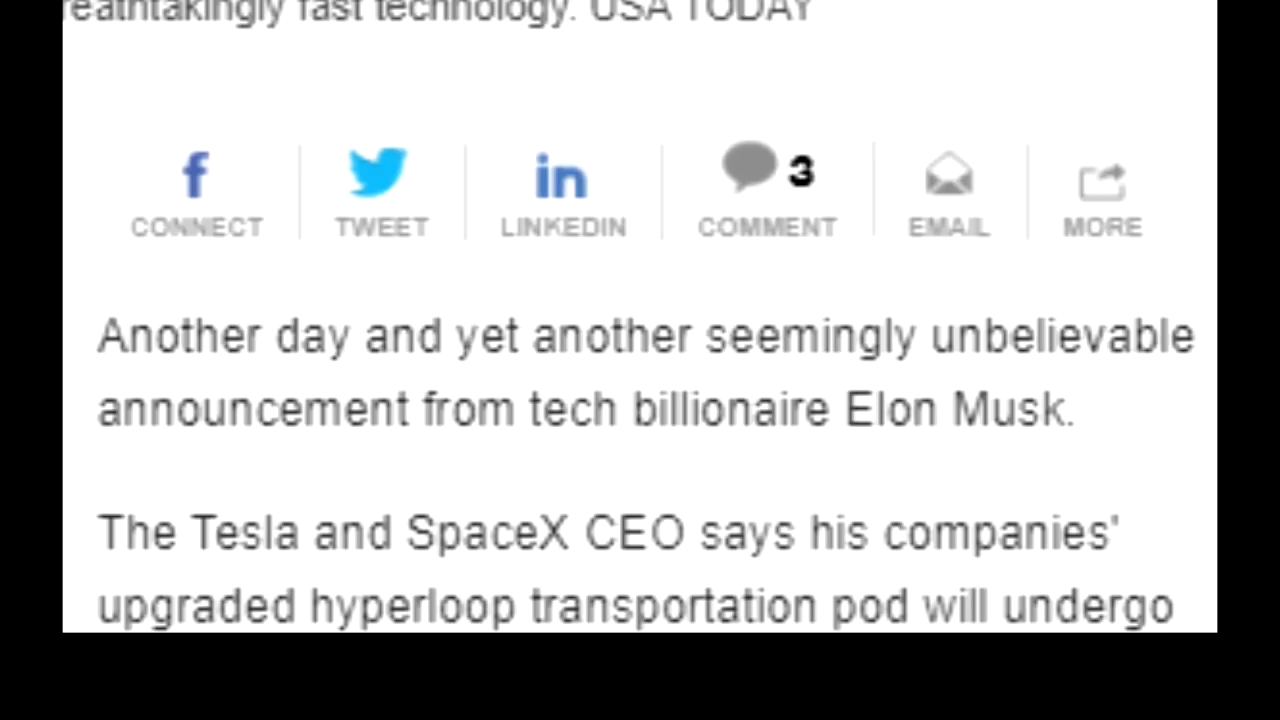 fast technology. USA TODAY
CONNECT
TWEET
LINKEDIN
3
COMMENT
EMAIL
MORE
Another day and yet another seemingly unbelievable
announcement from tech billionaire Elon Musk.
The Tesla and SpaceX CEO says his companies'
upgraded hyperloop transportation pod will undergo